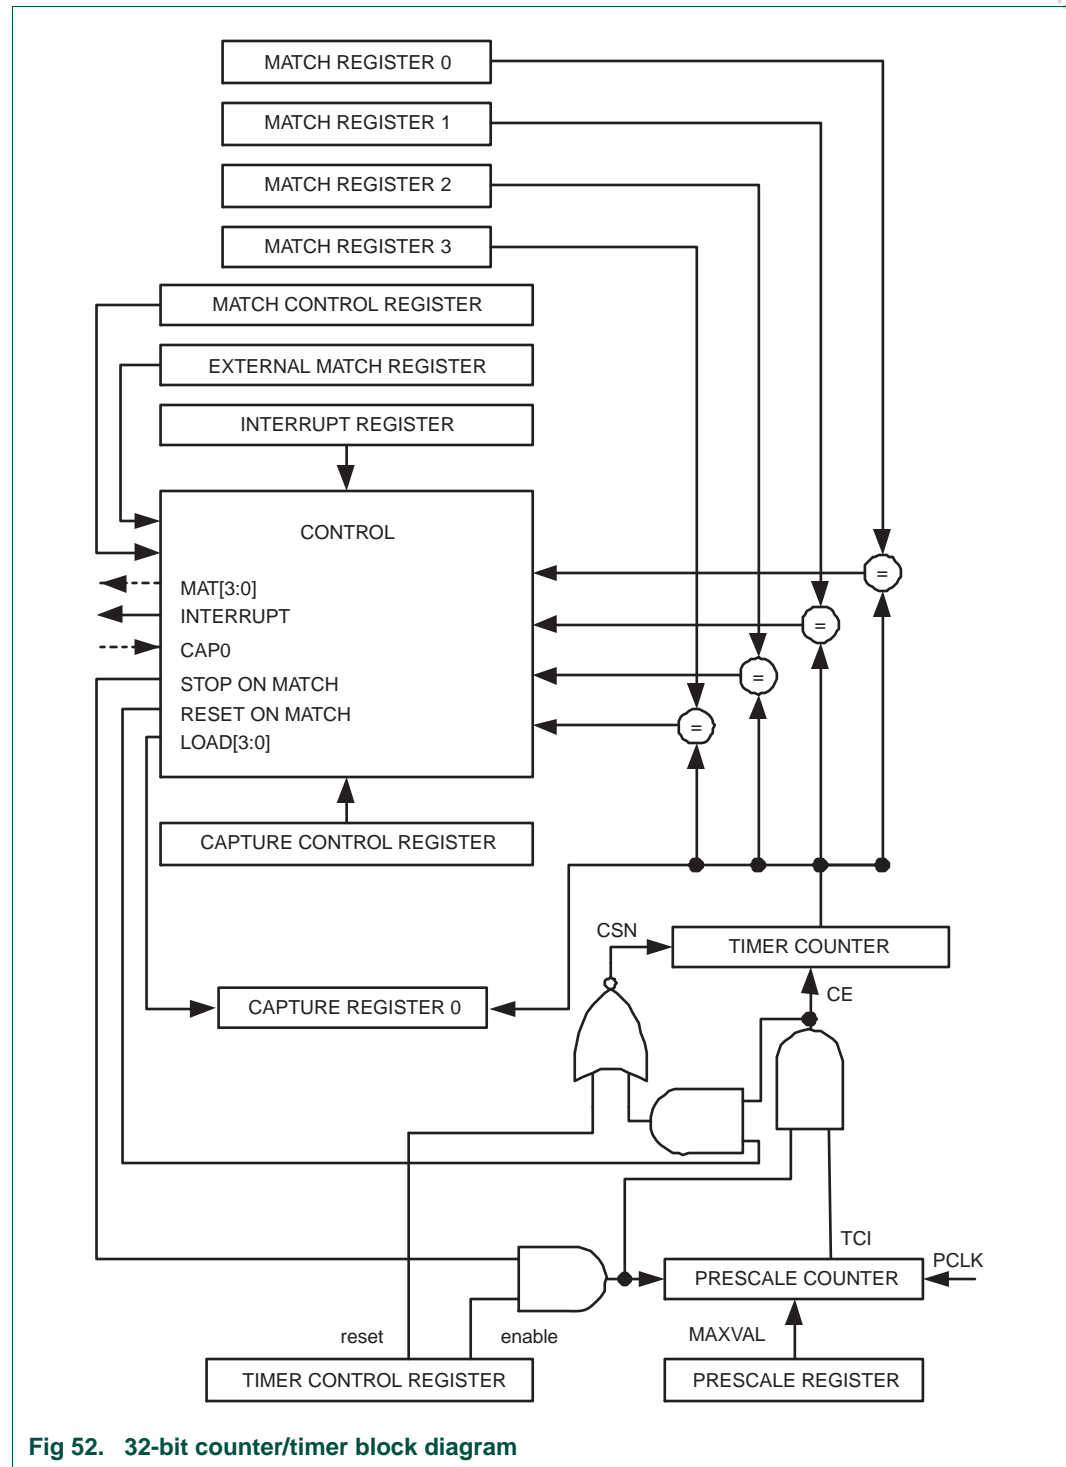 MATCH REGISTER 0
MATCH REGISTER 1
MATCH REGISTER 2
MATCH REGISTER 3
MATCH CONTROL REGISTER
EXTERNAL MATCH REGISTER
INTERRUPT REGISTER
CONTROL
=
MAT[3:0]
INTERRUPT
=
CAP0
STOP ON MATCH
=
RESET ON MATCH
=
LOAD[3:0]
CAPTURE CONTROL REGISTER
CSN
TIMER COUNTER
CE
CAPTURE REGISTER 0
TCI
PCLK
PRESCALE COUNTER
reset
enable
MAXVAL
TIMER CONTROL REGISTER
PRESCALE REGISTER
Fig 52. 32-bit counter/timer block diagram